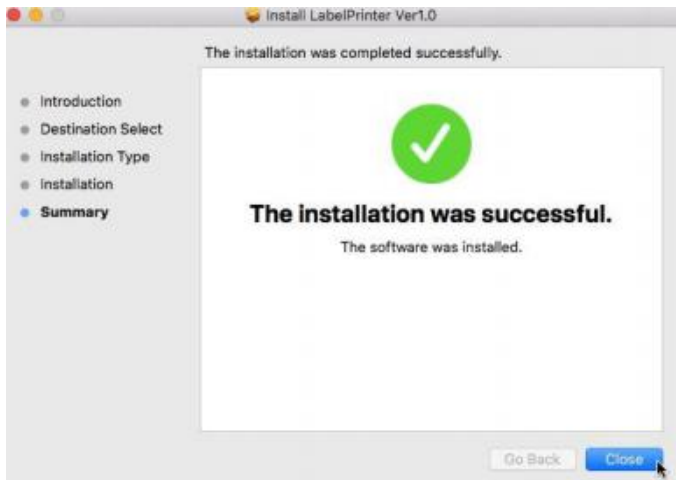 Install LabelPrinter Ver1.0
The installation was completed successfully.
Introduction
Destination Select
Installation Type
Installation
Summary
The installation was successful.
The software was installed.
Go Back
Close